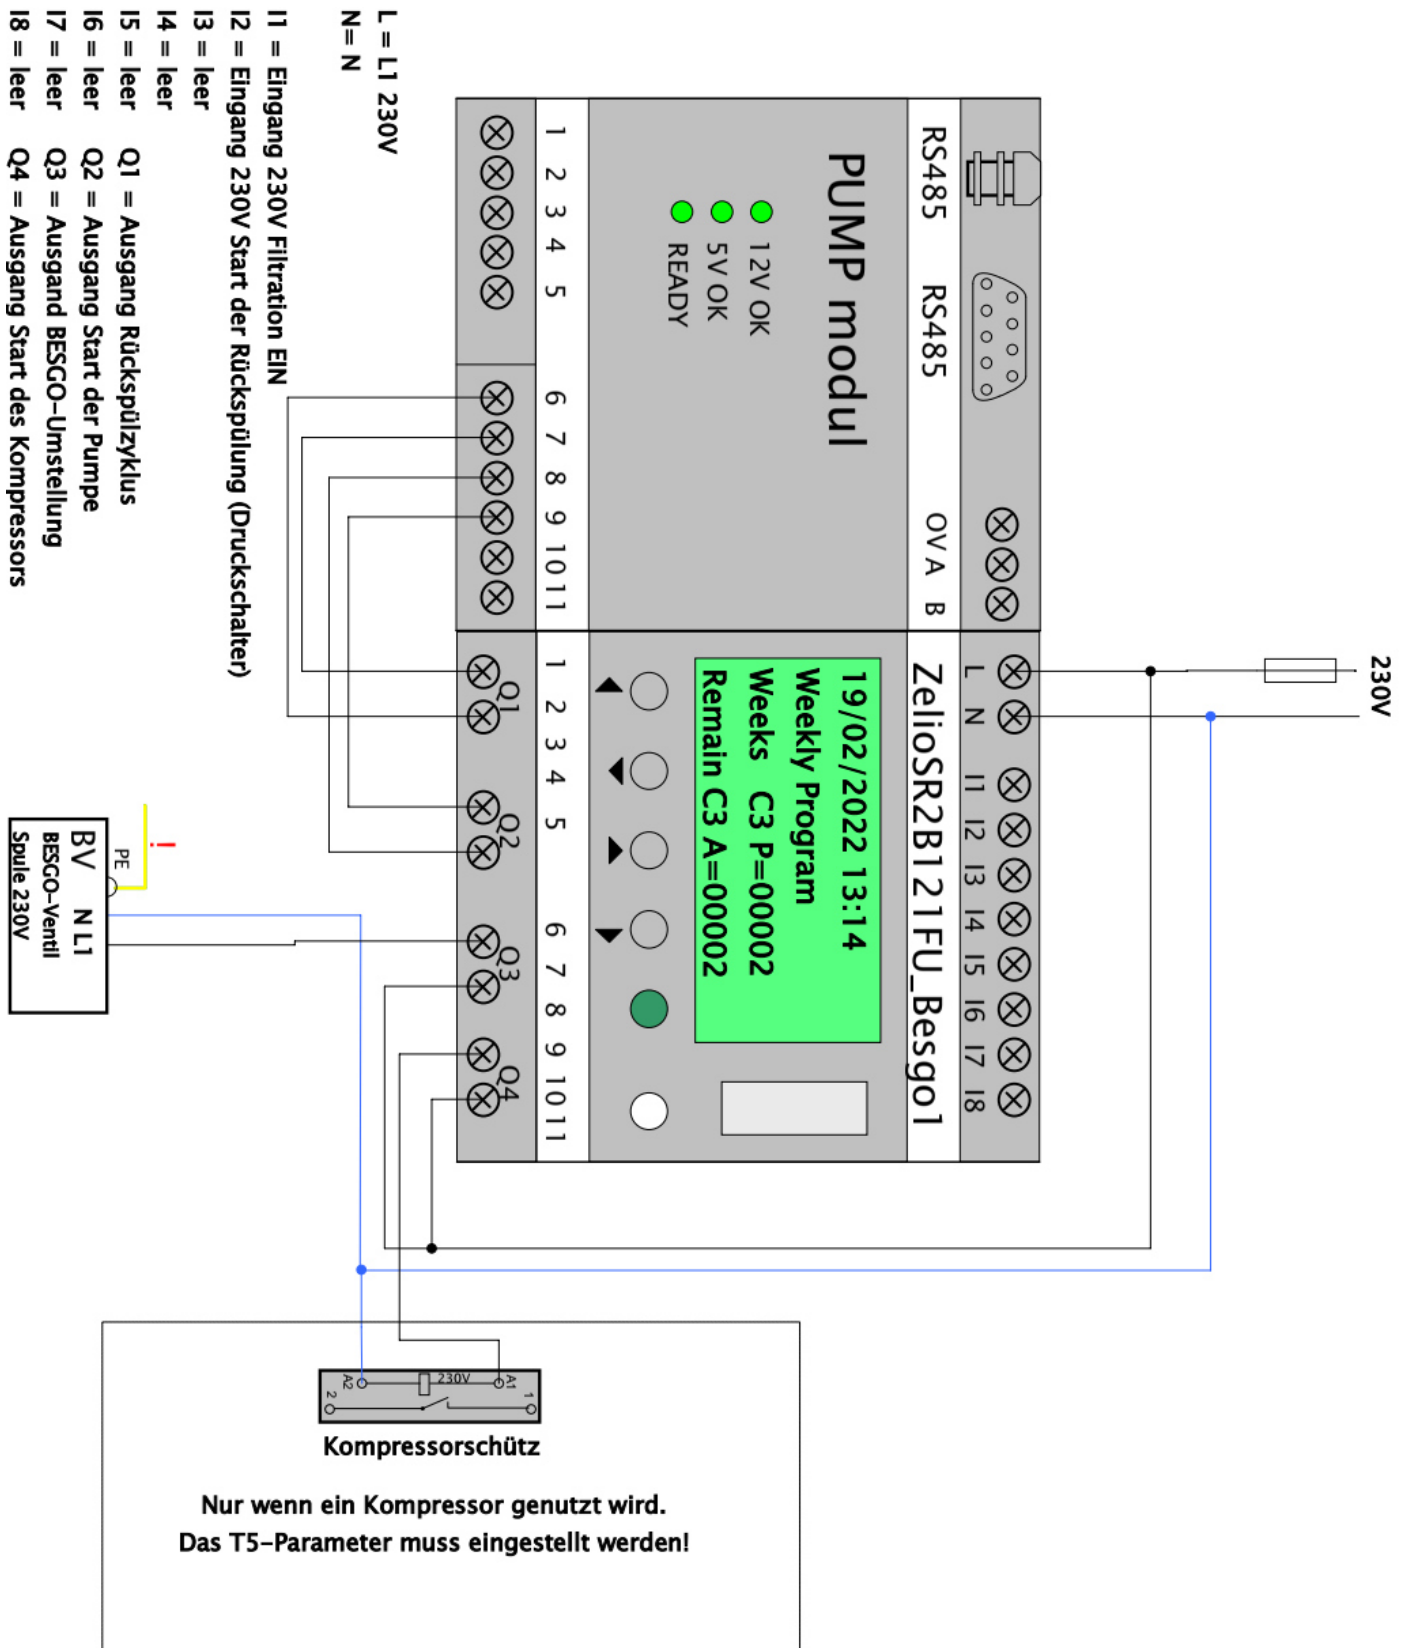 230V
L = L1 230V
N= N
I1 = Eingang 230V Filtration EIN
I2 = Eingang 230V Start der Rückspülung (Druckschalter)
I3 = leer
I4 = leer
I5 = leer Q1 = Ausgang Rückspülzyklus
I6 = leer Q2 = Ausgang Start der Pumpe
I7 = leer Q3 = Ausgand BESGO-Umstellung
I8 = leer Q4 = Ausgang Start des Kompressors
RS485 RS485 OV A B
PUMP modul
12V OK
5V OK
READY
1 2 3 4 5 6 7 8 9 10 11
L N I1 I2 I3 I4 I5 I6 I7 I8
ZelioSR2B121FU_Besgo1
19/02/2022 13:14
Weekly Program
Weeks C3 P=00002
Remain C3 A=00002
1 2 3 4 5 6 7 8 9 10 11
Q1 Q2 Q3 Q4
!
PE
BV N L1
BESGO-Ventil
Spule 230V
A2 230V A1
2 1
Kompressorschütz
Nur wenn ein Kompressor genutzt wird.
Das T5-Parameter muss eingestellt werden!